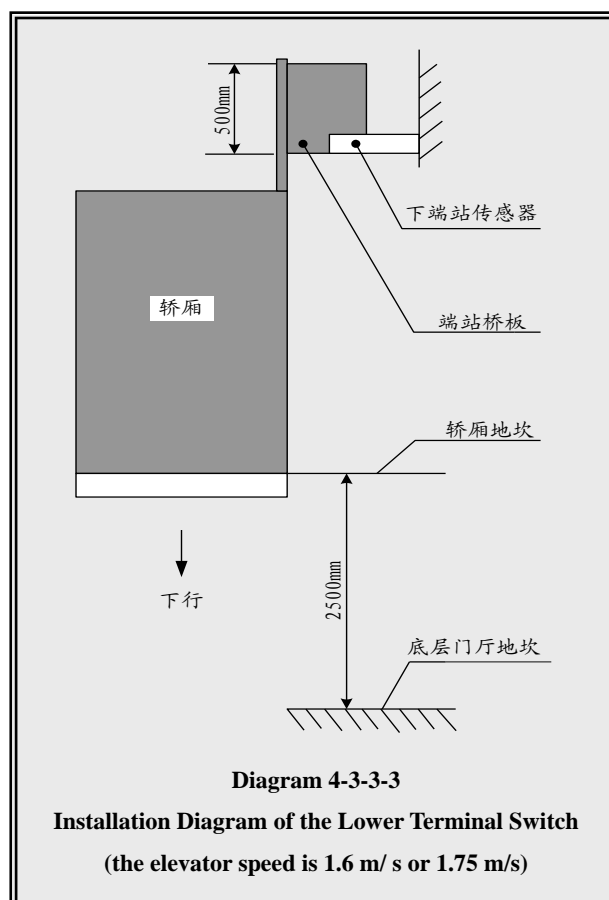 500mm
下端站传感器
轿厢
端站桥板
轿厢地坎
下行
2500mm
底层门厅地坎
Diagram 4-3-3-3
Installation Diagram of the Lower Terminal Switch
(the elevator speed is 1.6 m/ s or 1.75 m/s)